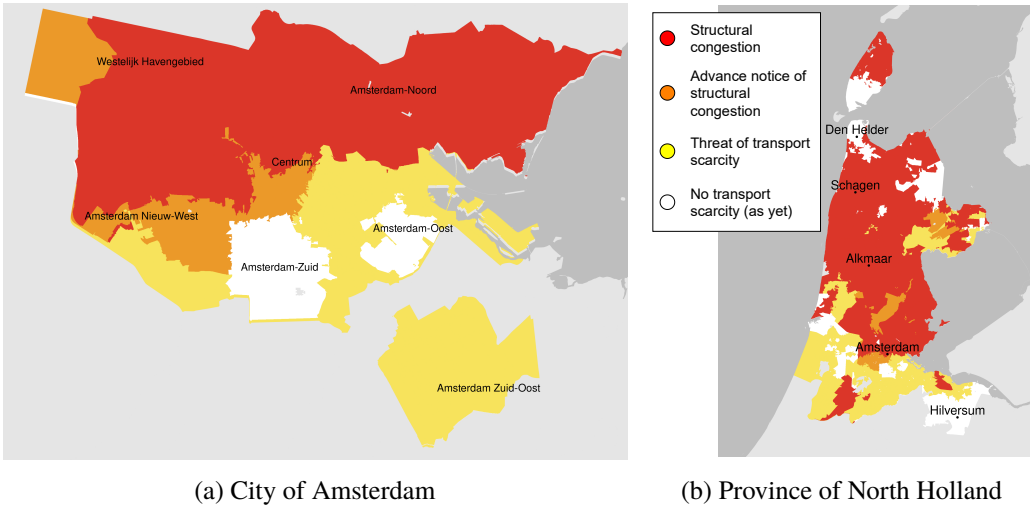 Westelijk Havengebied
Amsterdam-Noord
Centrum
Amsterdam Nieuw-West
Amsterdam-Oost
Amsterdam-Zuid
Amsterdam Zuid-Oost
(a) City of Amsterdam
Structural
congestion
Advance notice of
structural
congestion
Threat of transport
scarcity
No transport
scarcity (as yet)
Den Helder
Schagen
Alkmaar
Amsterdam
Hilversum
(b) Province of North Holland